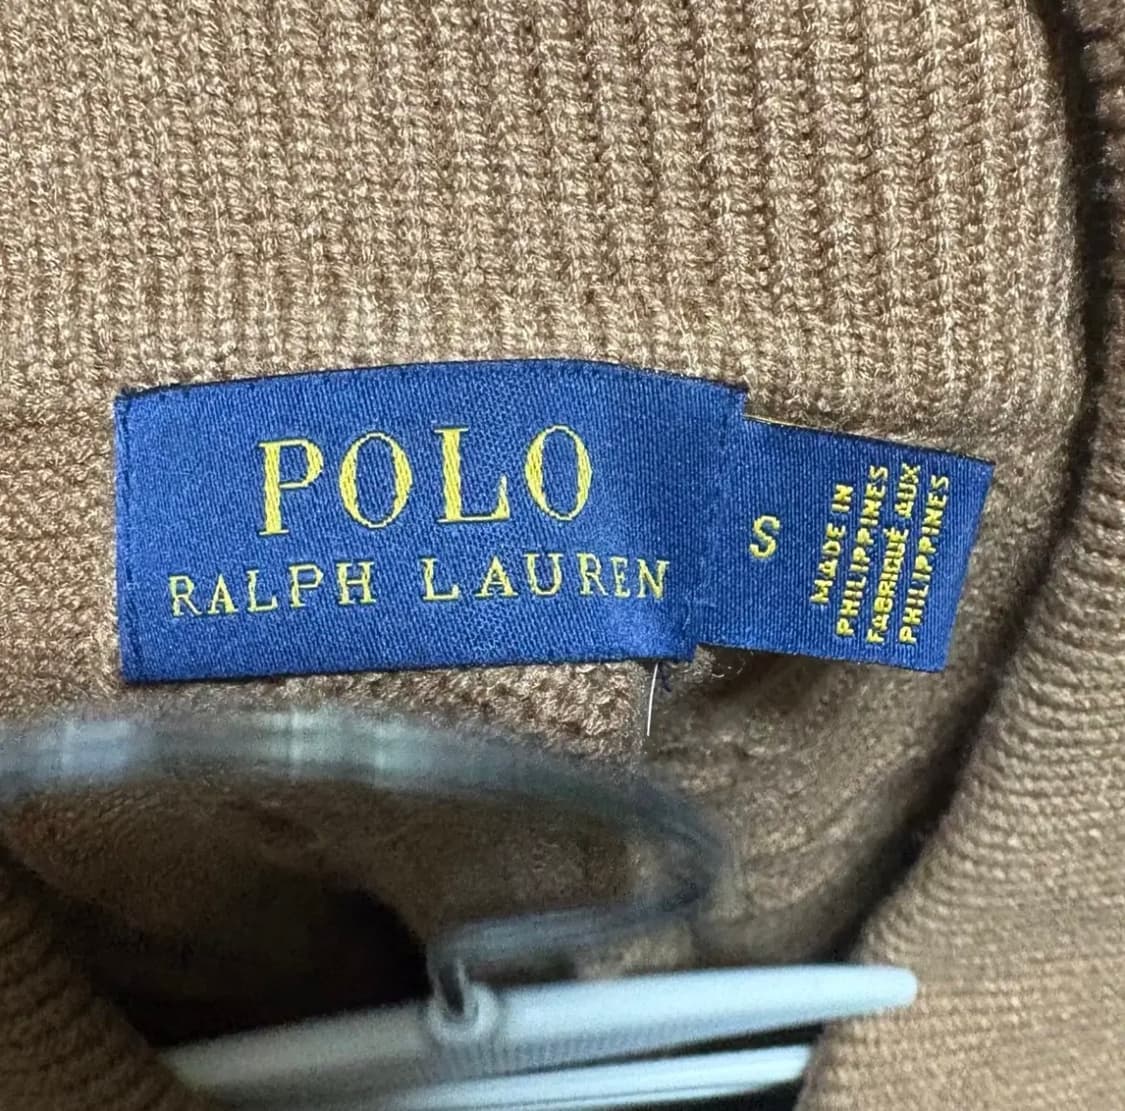 POLO
RALPH LAUREN
S
MADE IN
PHILIPPINES
FABRIQUÉ AUX
PHILIPPINES